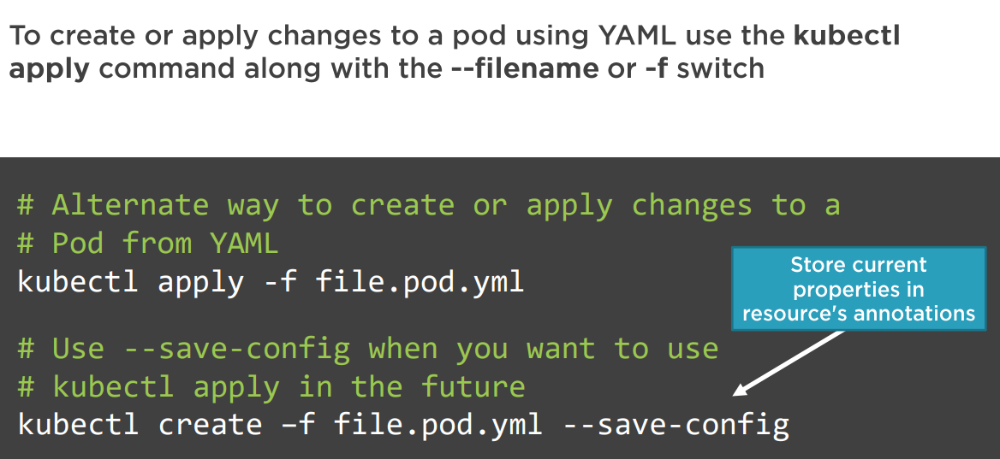 To create or apply changes to a pod using YAML use the kubectl
apply command along with the --filename or -f switch
# Alternate way to create or apply changes to a
# Pod from YAML
kubectl apply -f file.pod.yml
Store current
properties in
resource's annotations
# Use --save-config when you want to use
# kubectl apply in the future
kubectl create –f file.pod.yml --save-config